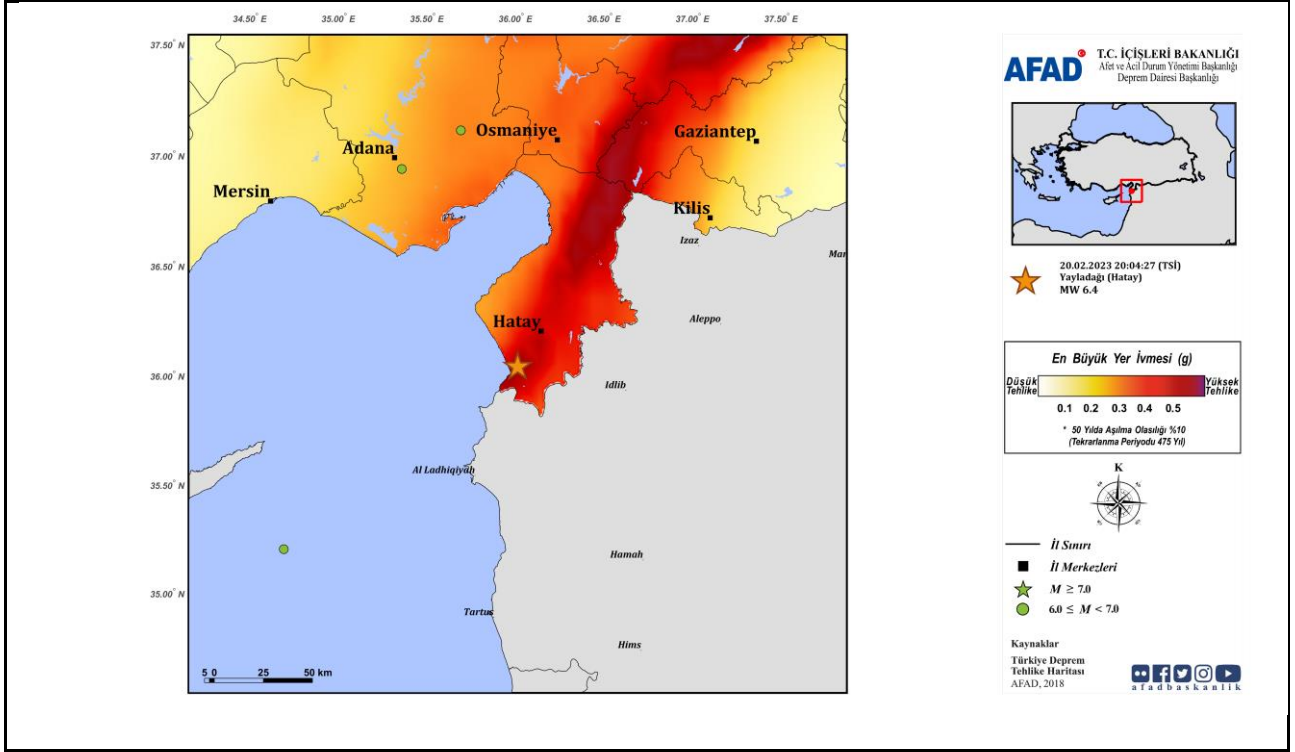 34.50° E 35.00° E 35.50° E 36.00° E 36.50° E 37.00° E 37.50° E
37.50° N
37.00° N
36.50° N
36.00° N
35.50° N
35.00° N
Osmaniye
Gaziantep
Adana
Mersin
Kilis
Izaz
Mar
Hatay
Aleppo
Idlib
Al Ladhiqiyah
Hamah
Tartus
Hims
5 0 25 50 km
AFAD
T.C. İÇİŞLERİ BAKANLIĞI
Afet ve Acil Durum Yönetimi Başkanlığı
Deprem Dairesi Başkanlığı
20.02.2023 20:04:27 (TSİ)
Yayladağı (Hatay)
MW 6.4
En Büyük Yer İvmesi (g)
Düşük Tehlike
Yüksek Tehlike
0.1 0.2 0.3 0.4 0.5
* 50 Yılda Aşılma Olasılığı %10
(Tekrarlanma Periyodu 475 Yıl)
K
İl Sınırı
İl Merkezleri
M ≥ 7.0
6.0 ≤ M < 7.0
Kaynaklar
Türkiye Deprem
Tehlike Haritası
AFAD, 2018
afadbaskanlik